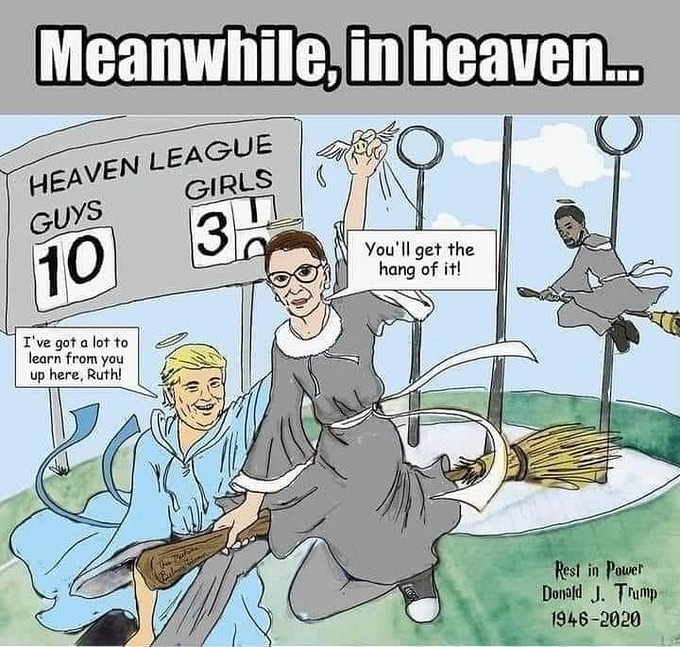 Meanwhile, in heaven...
HEAVEN LEAGUE
GUYS GIRLS
10 3
You'll get the
hang of it!
I've got a lot to
learn from you
up here, Ruth!
Rest in Power
Donald J. Trump
1946-2020